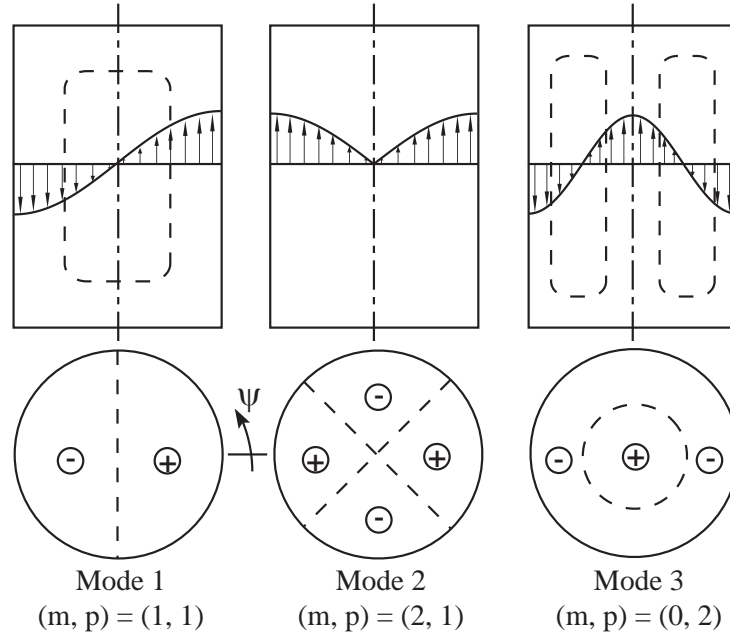 ψ
- + + - + - - + -
Mode 1 Mode 2 Mode 3
(m, p) = (1, 1) (m, p) = (2, 1) (m, p) = (0, 2)